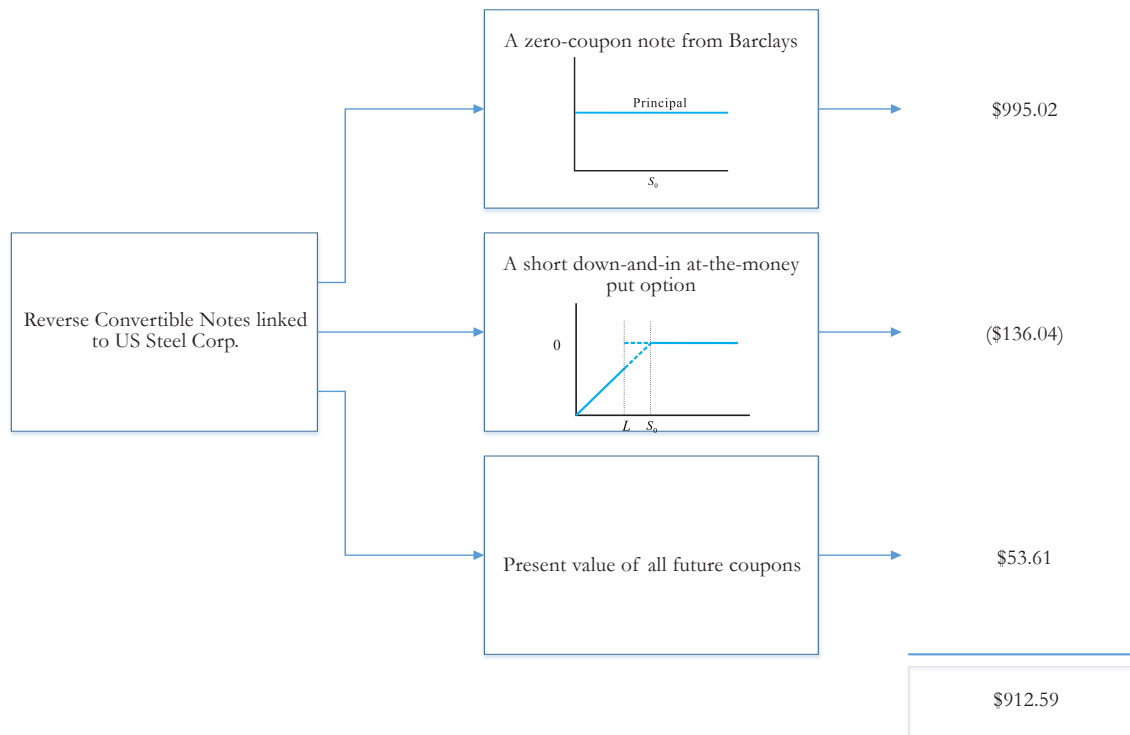 A zero-coupon note from Barclays
Principal
S₀
$995.02
Reverse Convertible Notes linked
to US Steel Corp.
A short down-and-in at-the-money
put option
0
L S₀
($136.04)
Present value of all future coupons
$53.61
$912.59